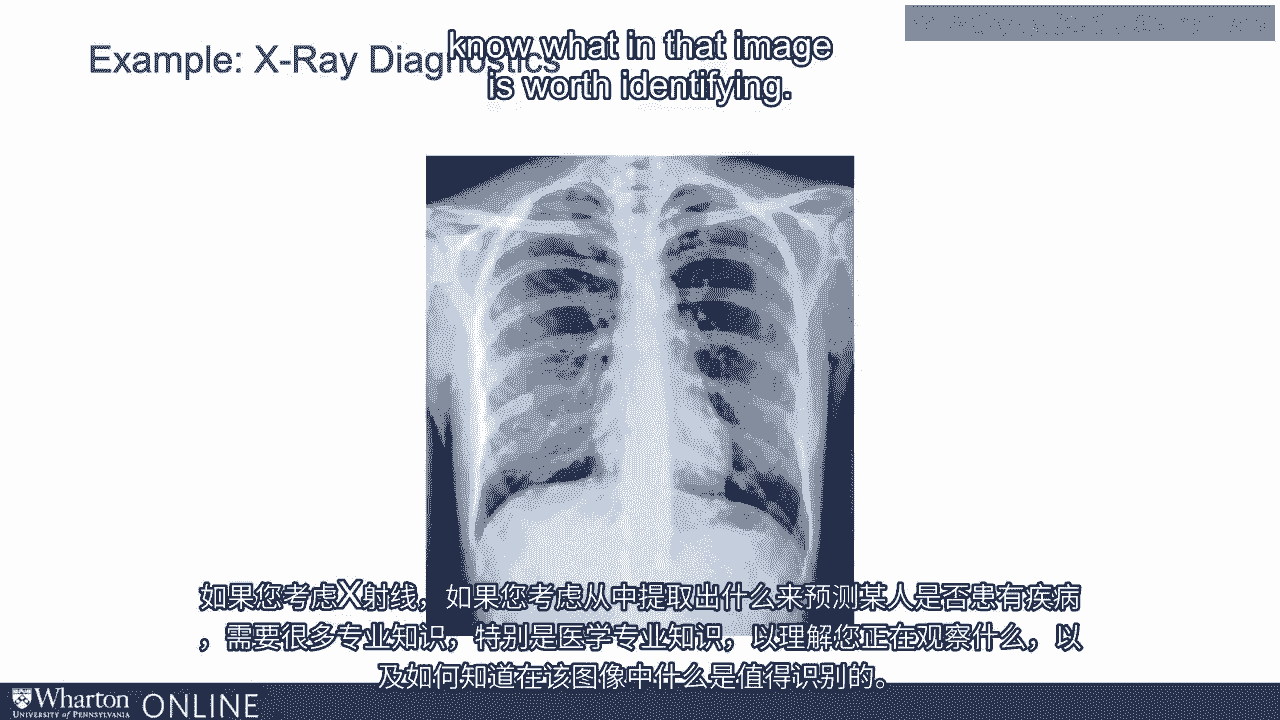 know what in that image
is worth identifying.
Example: X-Ray Diagnostics
如果您考虑X射线，如果您考虑从中提取出什么来预测某人是否患有疾病
，需要很多专业知识，特别是医学专业知识，以理解您正在观察什么，以
及如何知道在该图像中什么是值得识别的。
Wharton ONLINE
UNIVERSITY of PENNSYLVANIA